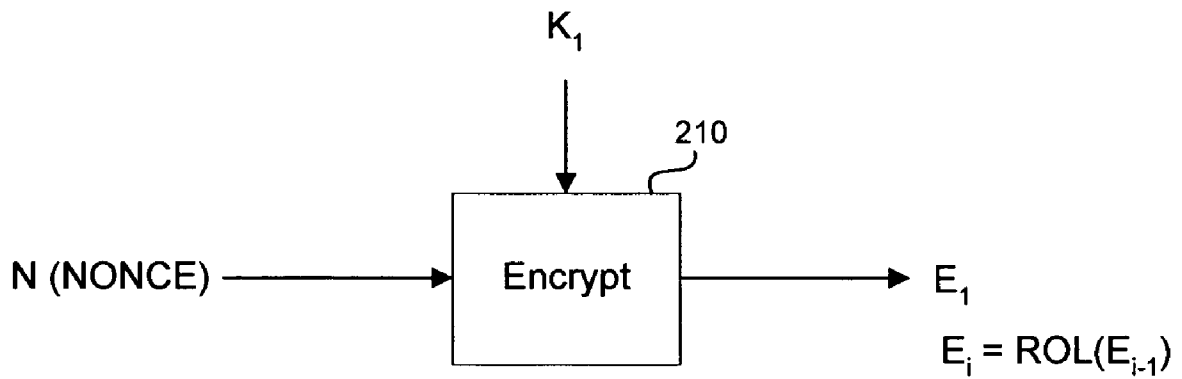 K₁
210
N (NONCE)
Encrypt
E₁
Eᵢ = ROL(Eᵢ₋₁)